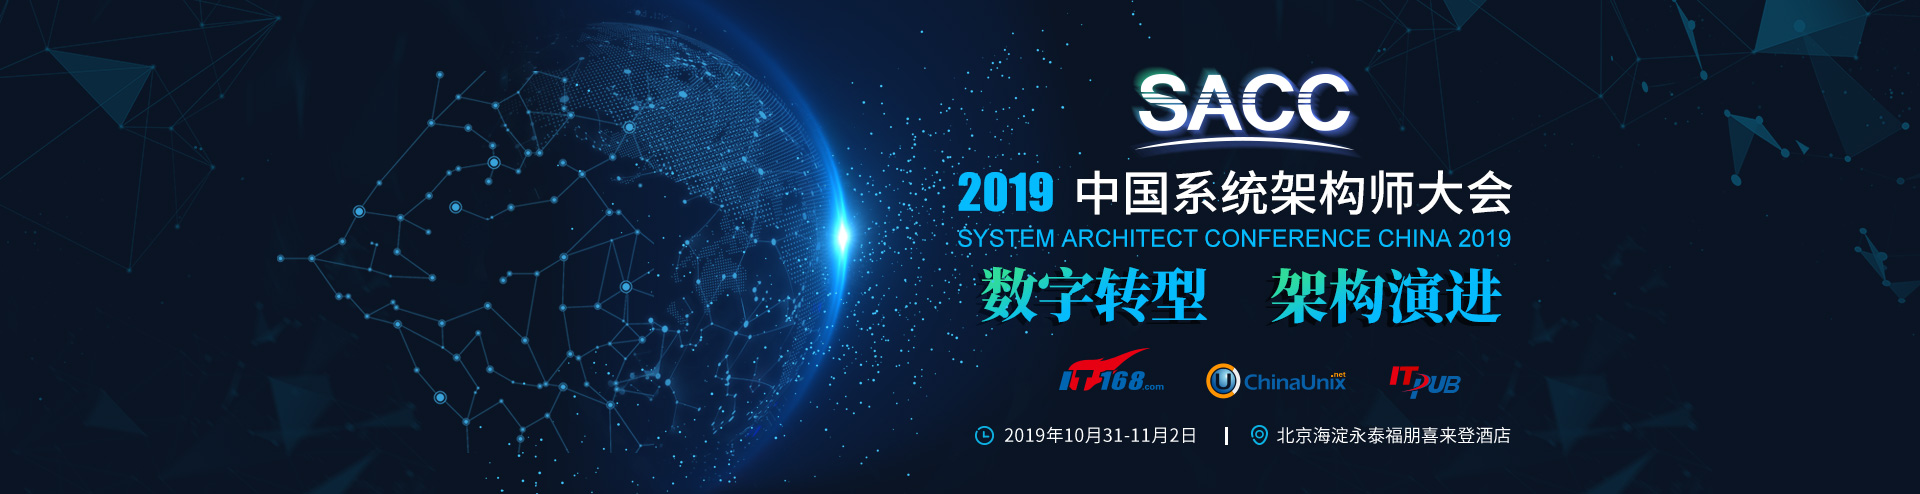 SACC
2019 中国系统架构师大会
SYSTEM ARCHITECT CONFERENCE CHINA 2019
数字转型 架构演进
IT168.com ChinaUnix.net ITPUB
2019年10月31-11月2日 | 北京海淀永泰福朋喜来登酒店